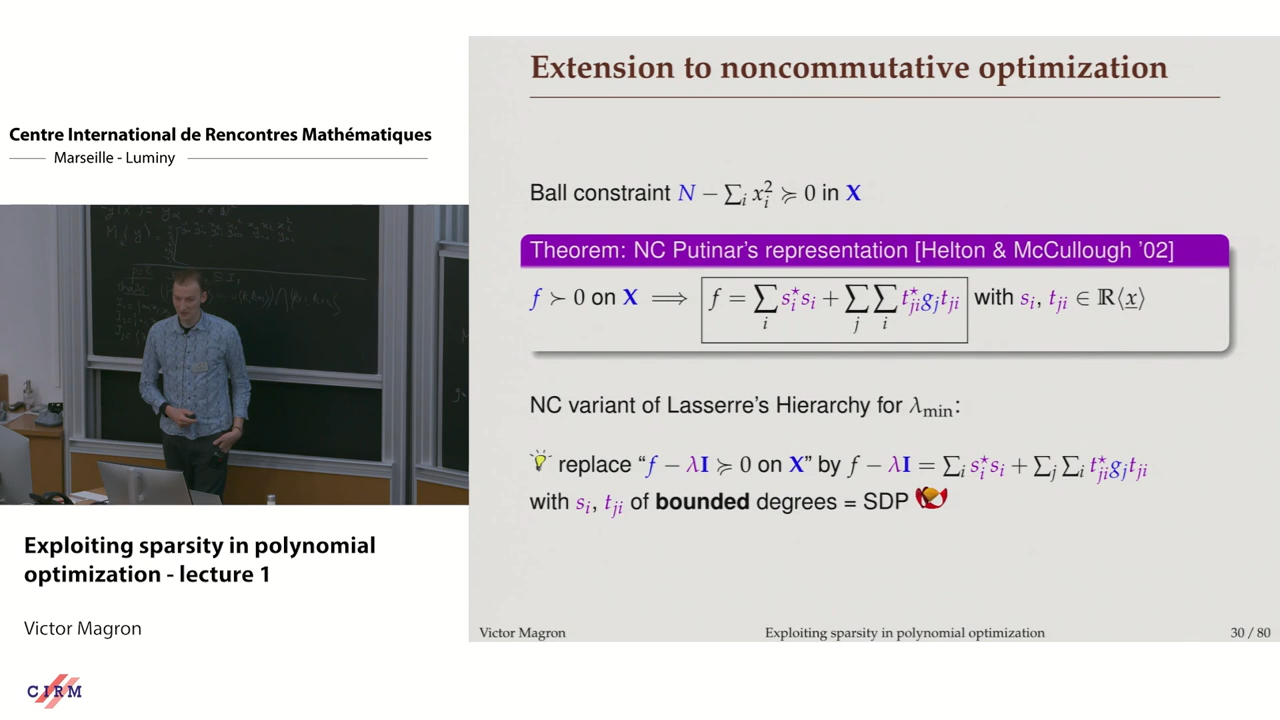 Centre International de Rencontres Mathématiques
Marseille - Luminy
Exploiting sparsity in polynomial
optimization - lecture 1
Victor Magron
CIRM
Extension to noncommutative optimization
Ball constraint N − ∑ᵢ xᵢ² ≽ 0 in X
Theorem: NC Putinar's representation [Helton & McCullough '02]
f ≻ 0 on X ⟹ f = ∑ᵢ sᵢ⋆sᵢ + ∑ⱼ ∑ᵢ tⱼᵢ⋆gⱼtⱼᵢ with sᵢ, tⱼᵢ ∈ ℝ⟨x⟩
NC variant of Lasserre's Hierarchy for λmin:
replace "f − λI ≽ 0 on X" by f − λI = ∑ᵢ sᵢ⋆sᵢ + ∑ⱼ ∑ᵢ tⱼᵢ⋆gⱼtⱼᵢ
with sᵢ, tⱼᵢ of bounded degrees = SDP
Victor Magron Exploiting sparsity in polynomial optimization 30 / 80